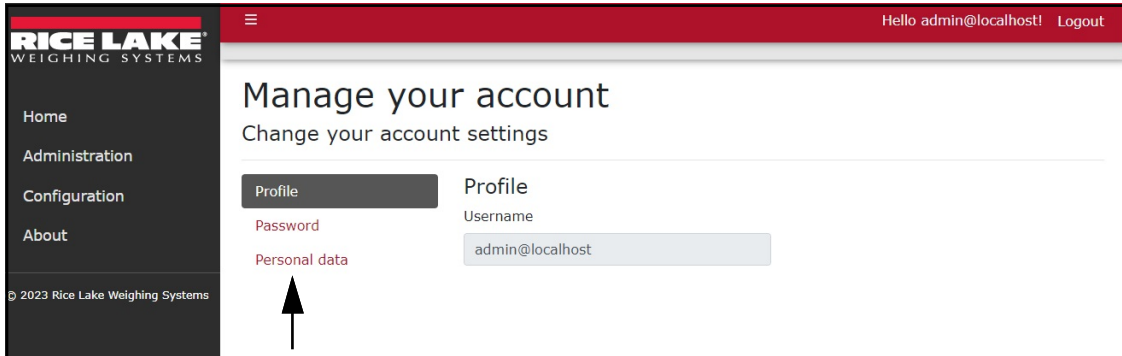 RICE LAKE®
WEIGHING SYSTEMS
☰
Hello admin@localhost! Logout
Home
Administration
Configuration
About
© 2023 Rice Lake Weighing Systems
Manage your account
Change your account settings
Profile
Password
Personal data
Profile
Username
admin@localhost